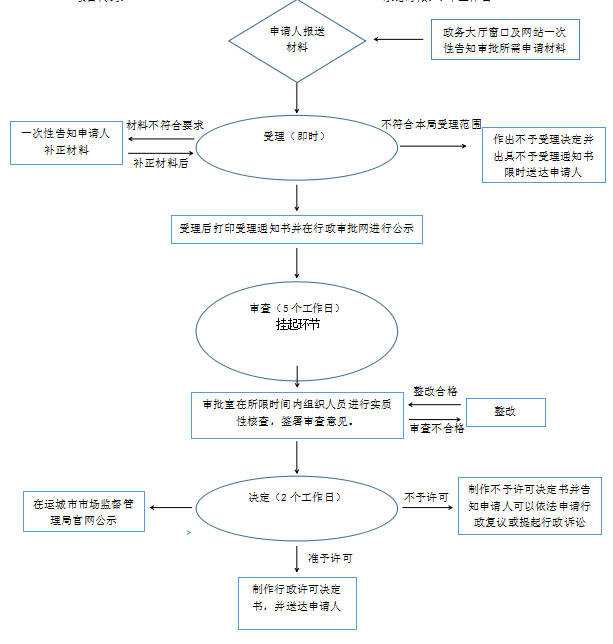 申请人报送
材料
政务大厅窗口及网站一次
性告知审批所需申请材料
材料不符合要求
不符合本局受理范围
一次性告知申请人
补正材料
受理（即时）
作出不予受理决定并
出具不予受理通知书
限时送达申请人
补正材料后
受理后打印受理通知书并在行政审批网进行公示
审查（5个工作日）
挂起环节
整改合格
审批室在所限时间内组织人员进行实质
性核查，签署审查意见。
整改
审查不合格
决定（2个工作日）
不予许可
在运城市市场监督管
理局官网公示
制作不予许可决定书并告
知申请人可以依法申请行
政复议或提起行政诉讼
准予许可
制作行政许可决定
书，并送达申请人